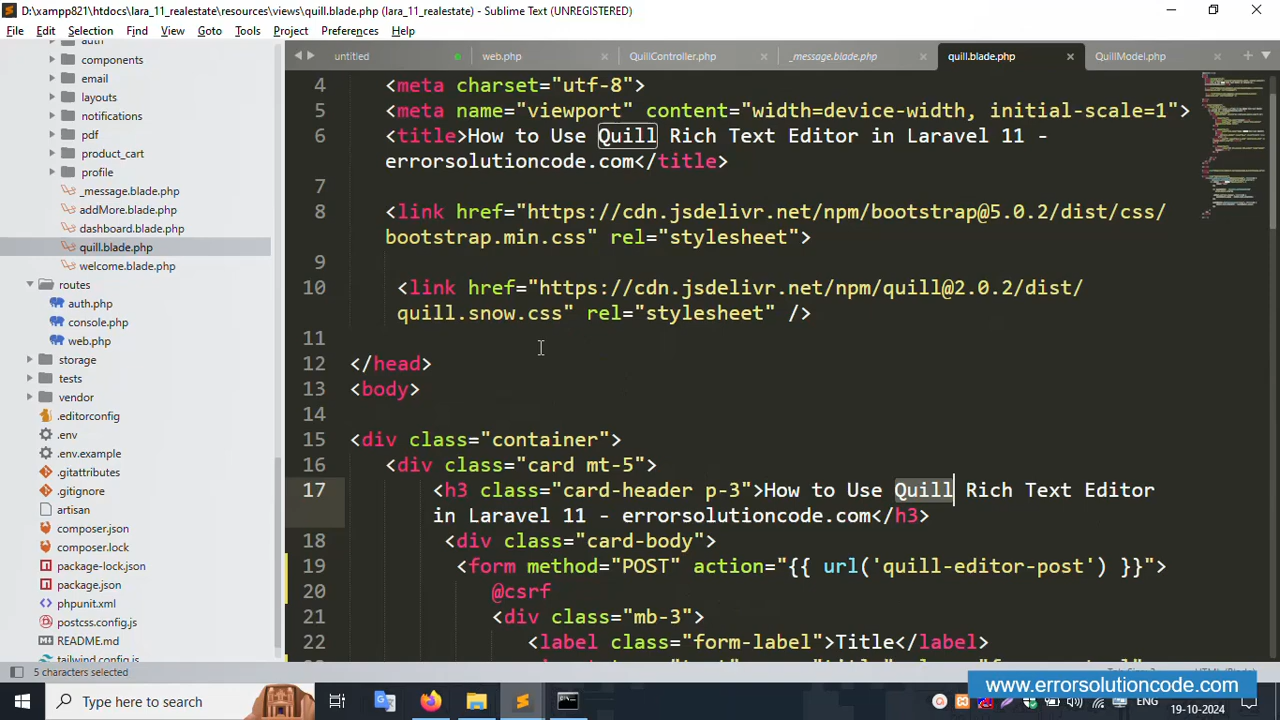 D:\xampp821\htdocs\lara_11_realestate\resources\views\quill.blade.php (lara_11_realestate) - Sublime Text (UNREGISTERED)
File Edit Selection Find View Goto Tools Project Preferences Help
untitled web.php QuillController.php _message.blade.php quill.blade.php QuillModel.php
components
email
layouts
notifications
pdf
product_cart
profile
_message.blade.php
addMore.blade.php
dashboard.blade.php
quill.blade.php
welcome.blade.php
routes
auth.php
console.php
web.php
storage
tests
vendor
.editorconfig
.env
.env.example
.gitattributes
.gitignore
artisan
composer.json
composer.lock
package-lock.json
package.json
phpunit.xml
postcss.config.js
README.md
tailwind.config.js
4 <meta charset="utf-8">
5 <meta name="viewport" content="width=device-width, initial-scale=1">
6 <title>How to Use Quill Rich Text Editor in Laravel 11 -
errorsolutioncode.com</title>
7
8 <link href="https://cdn.jsdelivr.net/npm/bootstrap@5.0.2/dist/css/
bootstrap.min.css" rel="stylesheet">
9
10 <link href="https://cdn.jsdelivr.net/npm/quill@2.0.2/dist/
quill.snow.css" rel="stylesheet" />
11
12 </head>
13 <body>
14
15 <div class="container">
16 <div class="card mt-5">
17 <h3 class="card-header p-3">How to Use Quill Rich Text Editor
in Laravel 11 - errorsolutioncode.com</h3>
18 <div class="card-body">
19 <form method="POST" action="{{ url('quill-editor-post') }}">
20 @csrf
21 <div class="mb-3">
22 <label class="form-label">Title</label>
5 characters selected
www.errorsolutioncode.com
Type here to search
ENG
19-10-2024